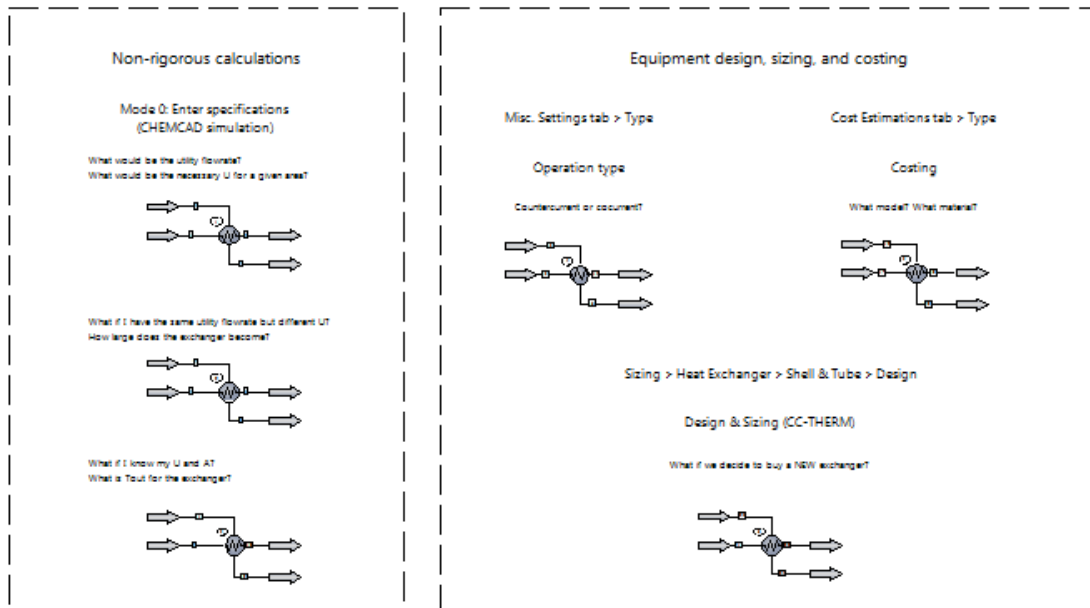 Non-rigorous calculations
Mode 0: Enter specifications
(CHEMCAD simulation)
What would be the utility flowrate?
What would be the necessary U for a given area?
What if I have the same utility flowrate but different U?
How large does the exchanger become?
What if I know my U and A?
What is Tout for the exchanger?
Equipment design, sizing, and costing
Misc. Settings tab > Type
Operation type
Countercurrent or cocurrent?
Cost Estimations tab > Type
Costing
What model? What material?
Sizing > Heat Exchanger > Shell & Tube > Design
Design & Sizing (CC-THERM)
What if we decide to buy a NEW exchanger?